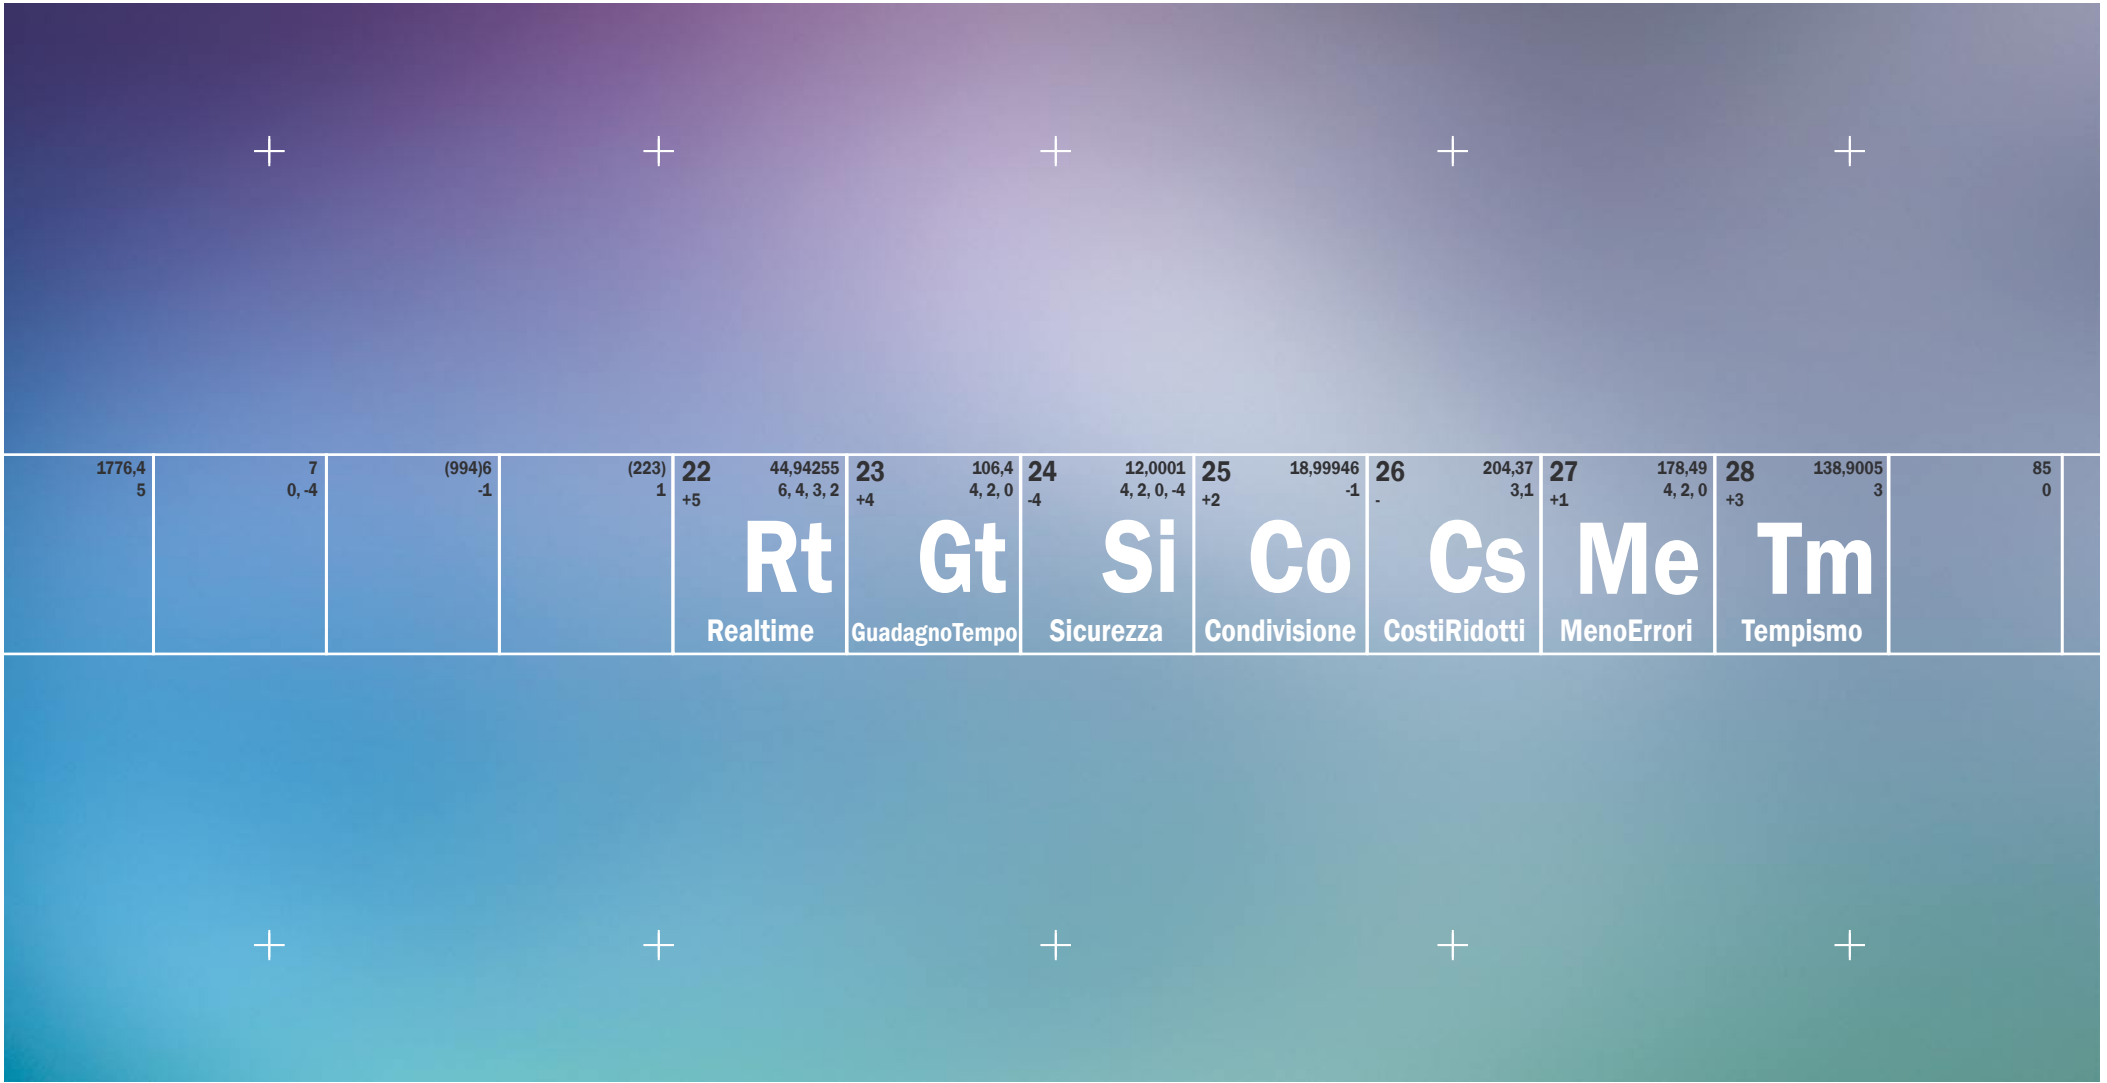 1776,4
5
7
0, -4
(994)6
-1
(223)
1
22 44,94255
6, 4, 3, 2
+5
Rt
Realtime
23 106,4
4, 2, 0
+4
Gt
GuadagnoTempo
24 12,0001
4, 2, 0, -4
-4
Si
Sicurezza
25 18,99946
-1
+2
Co
Condivisione
26 204,37
3,1
-
Cs
CostiRidotti
27 178,49
4, 2, 0
+1
Me
MenoErrori
28 138,9005
3
+3
Tm
Tempismo
85
0